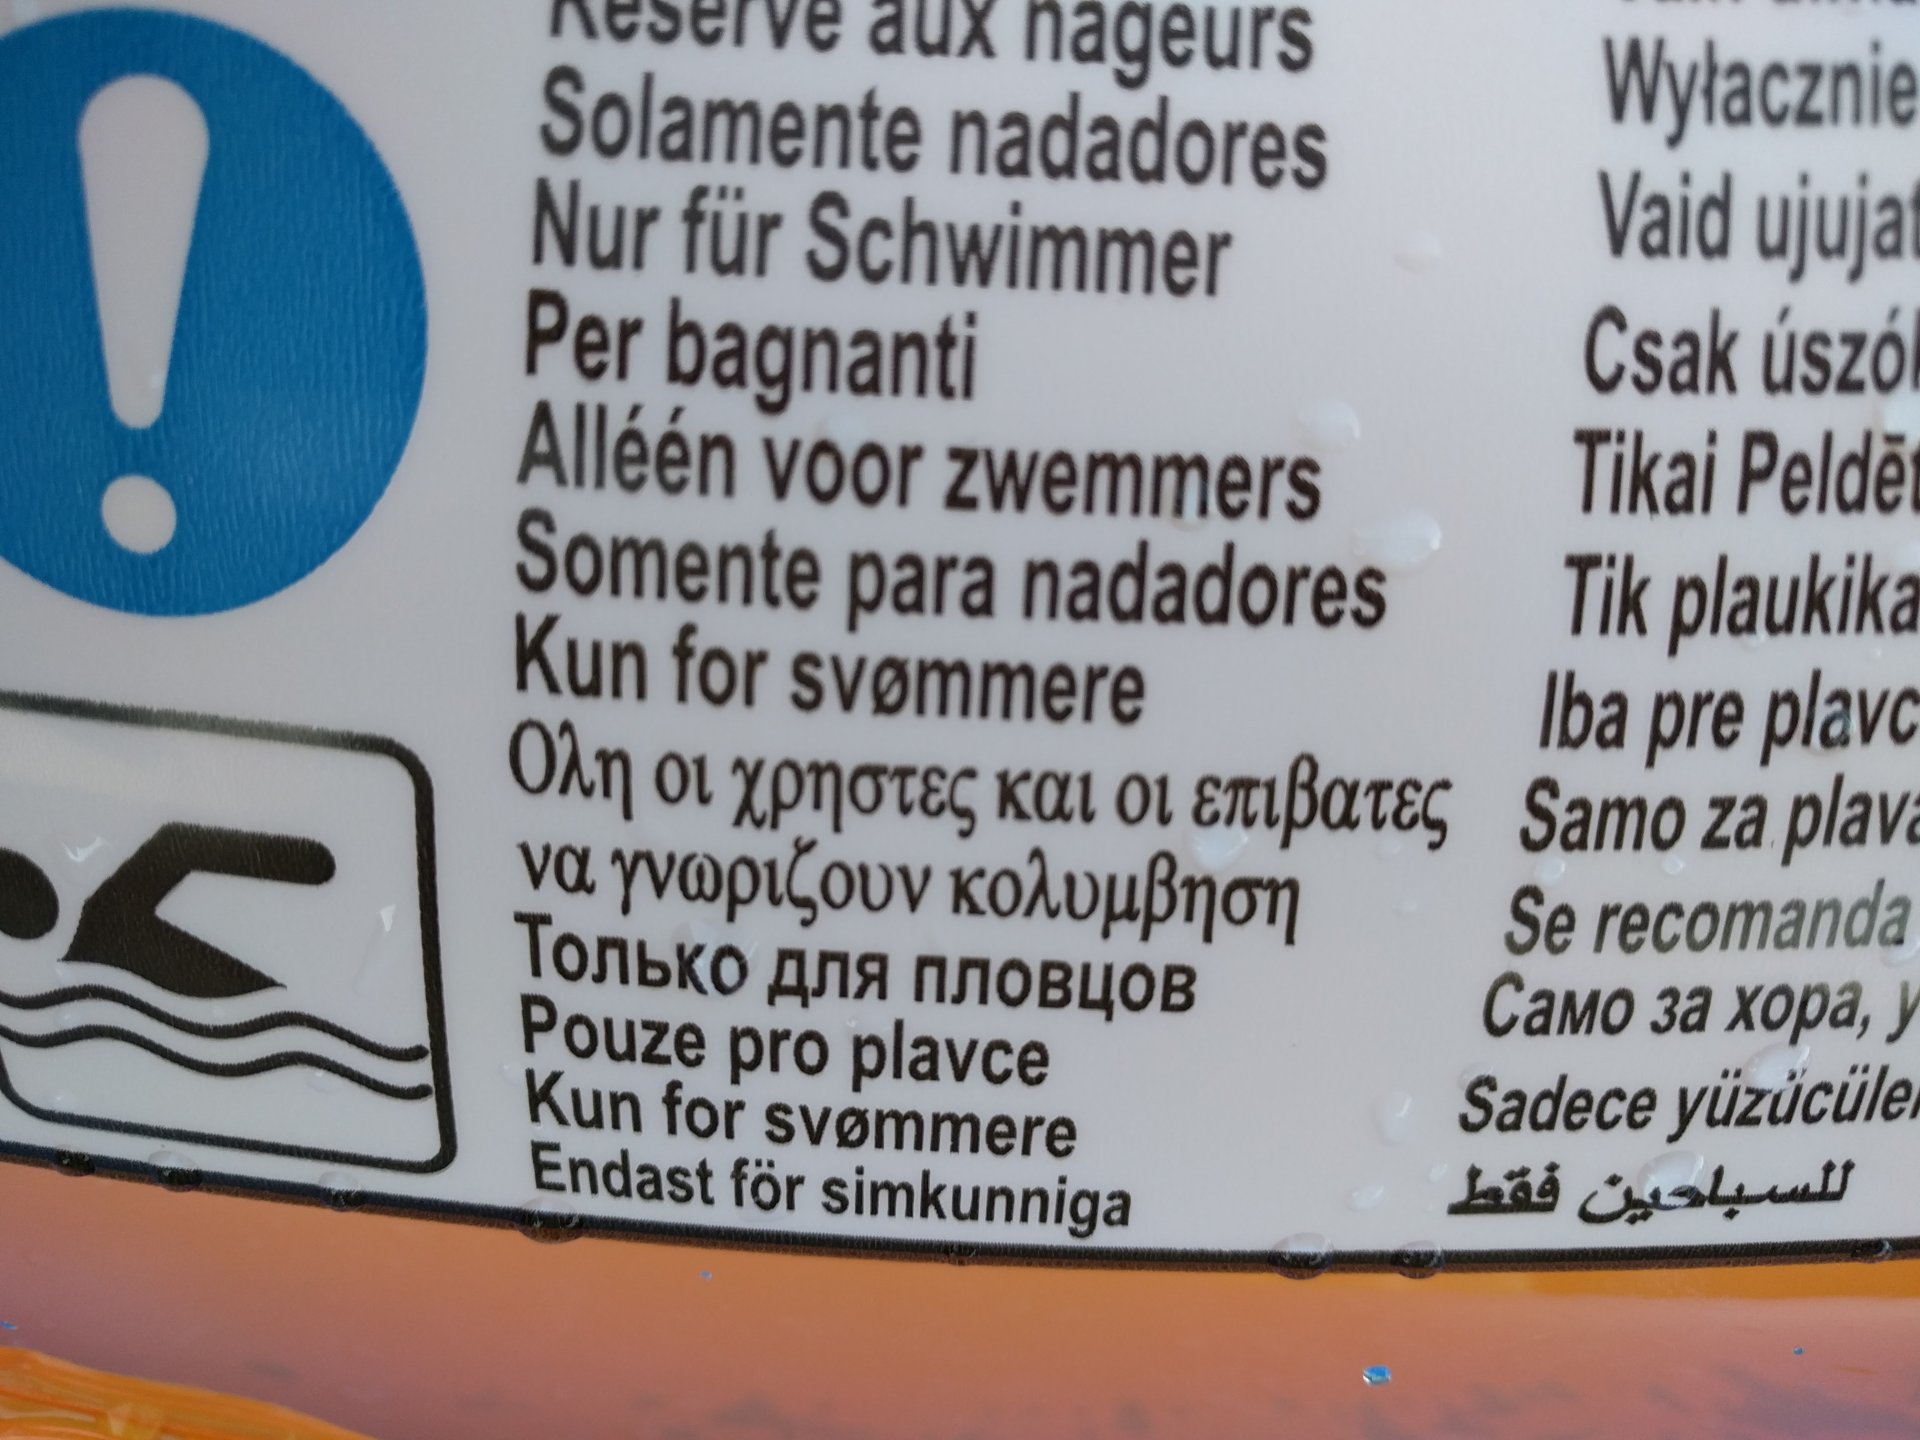 Réservé aux nageurs
Solamente nadadores
Nur für Schwimmer
Per bagnanti
Alléén voor zwemmers
Somente para nadadores
Kun for svømmere
Ολη οι χρηστες και οι επιβατες
να γνωριζουν κολυμβηση
Только для пловцов
Pouze pro plavce
Kun for svømmere
Endast för simkunniga
Wyłacznie
Vaid
Csak
Tikai
Tik
Iba pre
Samo za
Se recomanda
Само за хора,
Sadece
للسباحين فقط